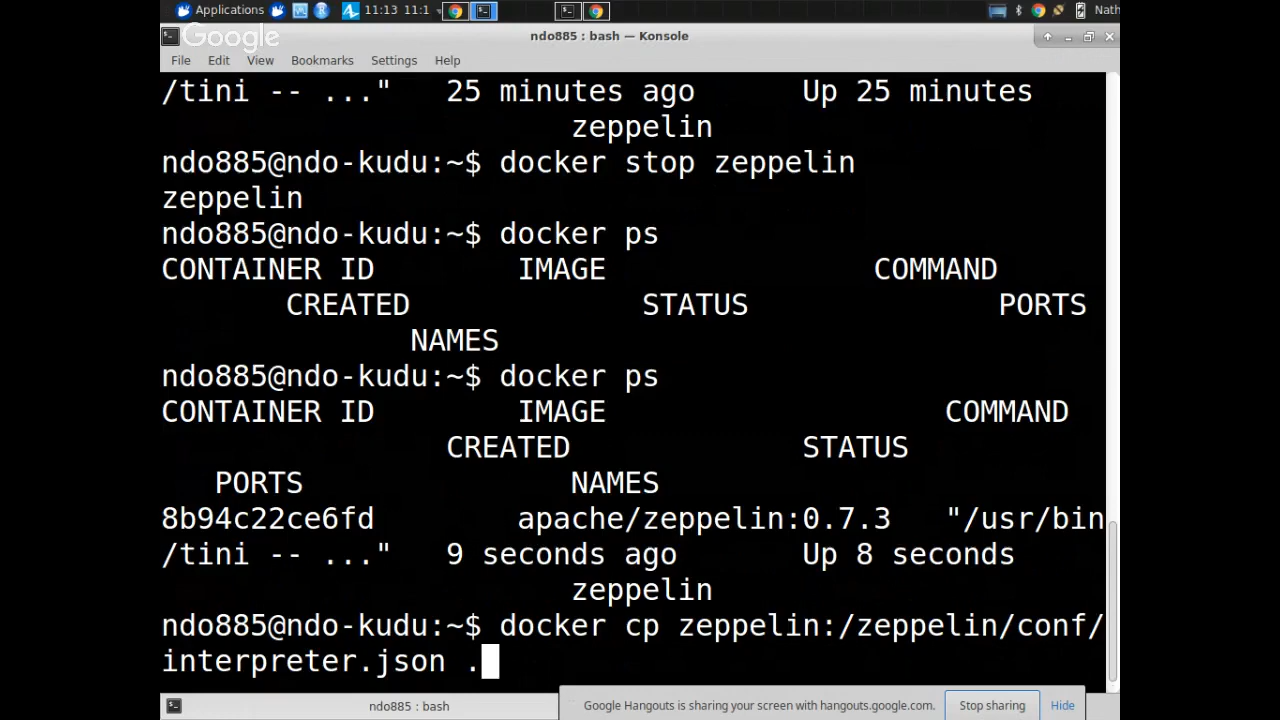 Applications 11:13 11:1 Nath
Google
ndo885 : bash — Konsole
File Edit View Bookmarks Settings Help
/tini -- ..." 25 minutes ago Up 25 minutes
zeppelin
ndo885@ndo-kudu:~$ docker stop zeppelin
zeppelin
ndo885@ndo-kudu:~$ docker ps
CONTAINER ID IMAGE COMMAND
CREATED STATUS PORTS
NAMES
ndo885@ndo-kudu:~$ docker ps
CONTAINER ID IMAGE COMMAND
CREATED STATUS
PORTS NAMES
8b94c22ce6fd apache/zeppelin:0.7.3 "/usr/bin
/tini -- ..." 9 seconds ago Up 8 seconds
zeppelin
ndo885@ndo-kudu:~$ docker cp zeppelin:/zeppelin/conf/
interpreter.json .
ndo885 : bash
Google Hangouts is sharing your screen with hangouts.google.com. Stop sharing Hide